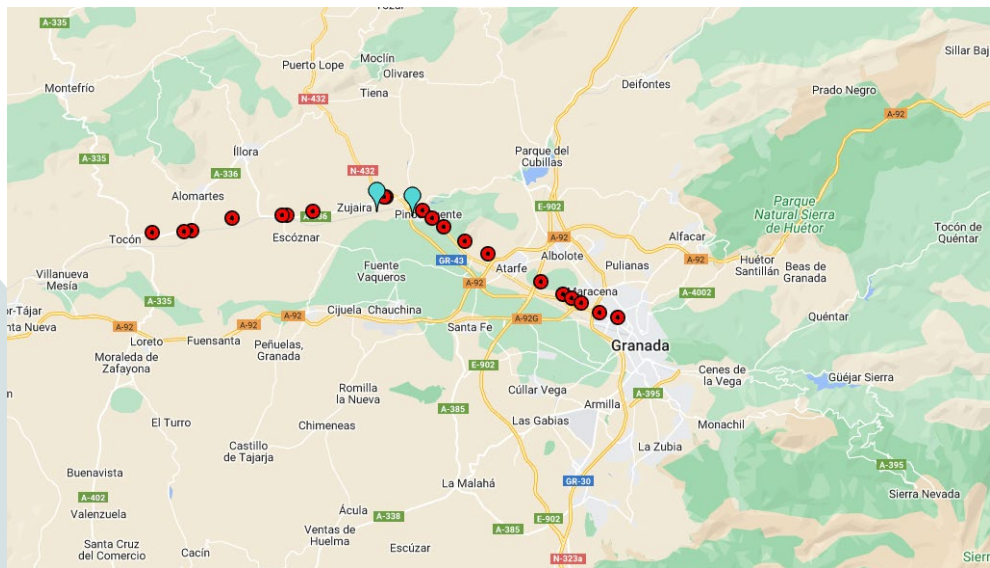 A-335
Tózar
Sillar Baj
Puerto Lope
Moclín
Olivares
Montefrío
Tiena
Deifontes
Prado Negro
N-432
A-92
Parque del
Cubillas
A-335
Íllora
N-432
A-336
Alomartes
E-902
Parque
Natural Sierra
de Huétor
Zujaira
Pinos Puente
Tocón
Escóznar
A-92
Alfacar
Tocón de
Quéntar
GR-43
Albolote
Pulianas
A-92
Huétor
Santillán
Beas de
Granada
Villanueva
Mesía
Fuente
Vaqueros
Atarfe
A-92
Maracena
A-4002
A-335
or-Tájar
Cijuela
Chauchina
Quéntar
nta Nueva
A-92
A-92
A-92
Santa Fe
A-92G
Loreto
Fuensanta
Peñuelas,
Granada
Granada
Moraleda de
Zafayona
E-902
Cenes de
la Vega
Güéjar Sierra
Romilla
la Nueva
Cúllar Vega
A-395
Armilla
A-385
El Turro
Chimeneas
Las Gabias
Monachil
Castillo
de Tajarja
La Zubia
A-395
Buenavista
La Malahá
GR-30
A-402
Sierra Nevada
Valenzuela
Ácula
A-338
E-902
Ventas de
Huelma
A-385
Santa Cruz
del Comercio
Cacín
Escúzar
N-323a
Sierr